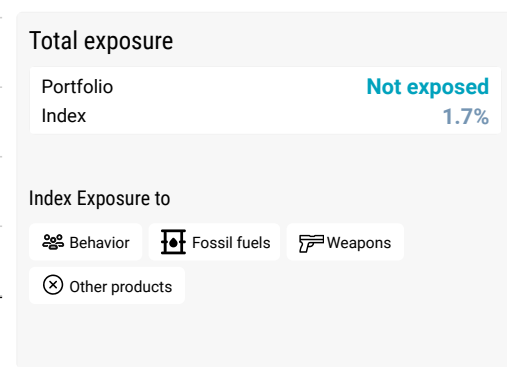 Total exposure
Portfolio Not exposed
Index 1.7%
Index Exposure to
Behavior Fossil fuels Weapons
Other products